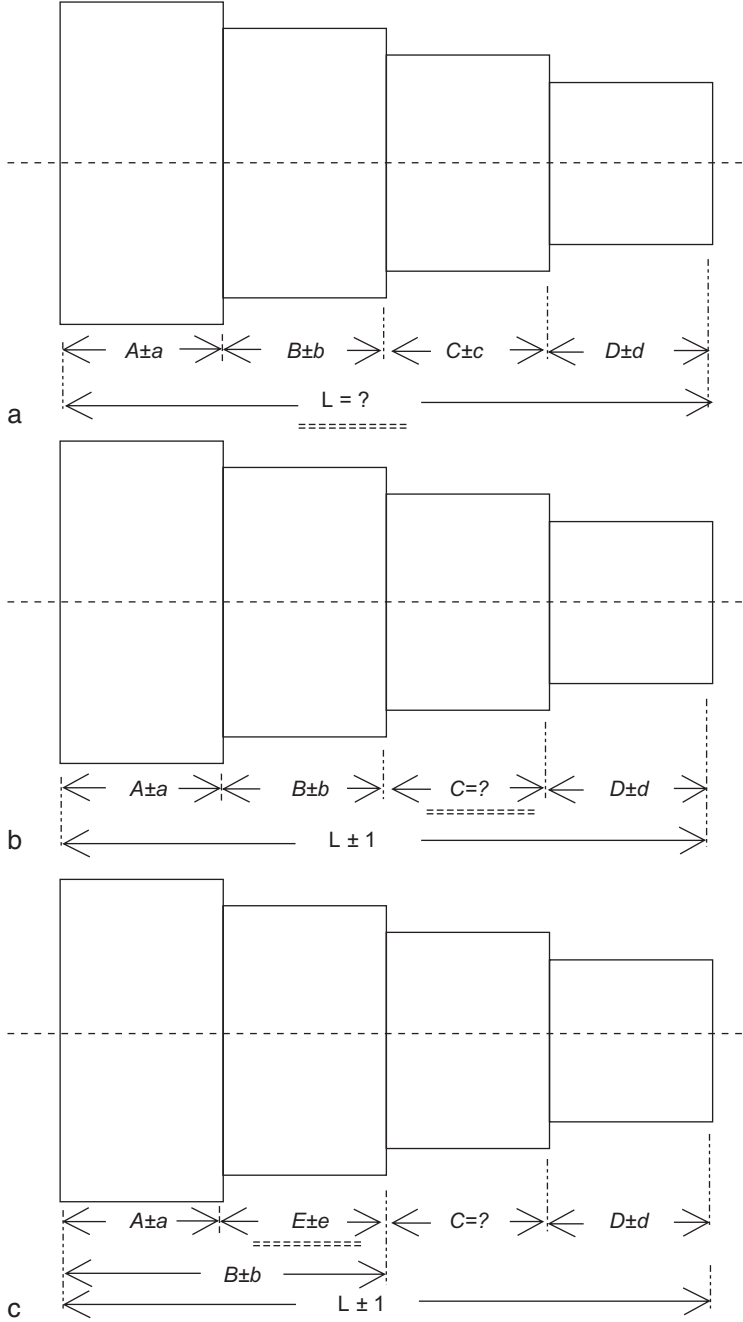 A±a B±b C±c D±d
L = ?
a
A±a B±b C=? D±d
L ± 1
b
A±a E±e C=? D±d
B±b
L ± 1
c